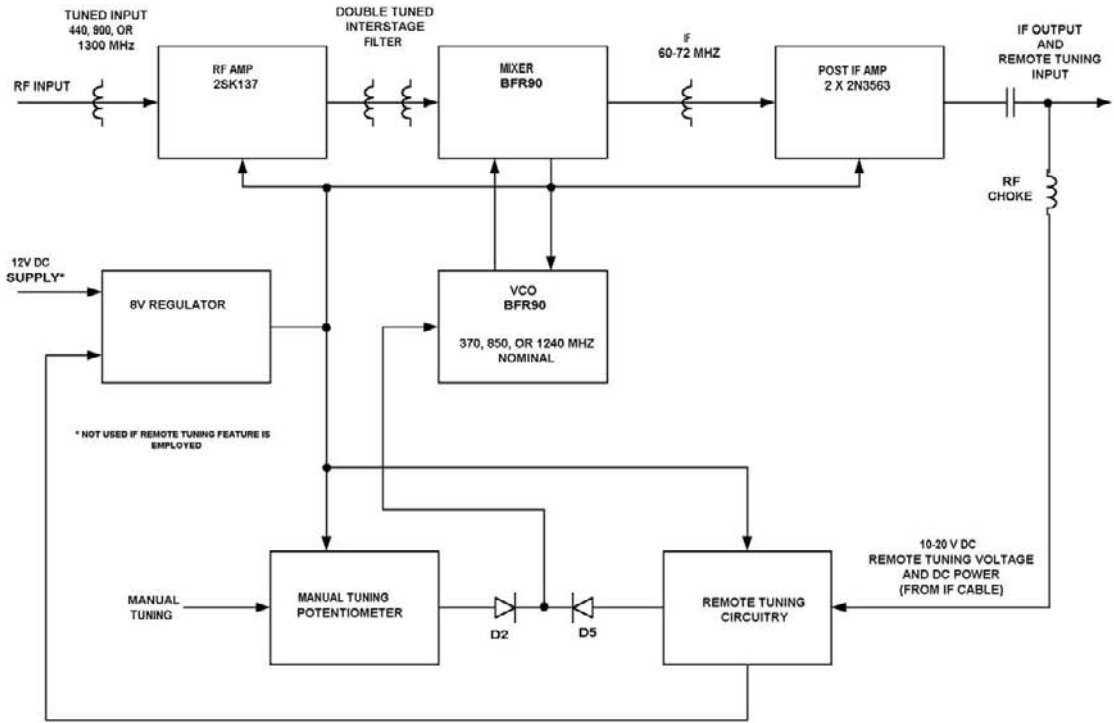 TUNED INPUT
440, 900, OR
1300 MHz
DOUBLE TUNED
INTERSTAGE
FILTER
IF
60-72 MHZ
IF OUTPUT
AND
REMOTE TUNING
INPUT
RF INPUT
RF AMP
2SK137
MIXER
BFR90
POST IF AMP
2 X 2N3563
RF
CHOKE
12V DC
SUPPLY*
8V REGULATOR
VCO
BFR90
370, 850, OR 1240 MHZ
NOMINAL
* NOT USED IF REMOTE TUNING FEATURE IS
EMPLOYED
10-20 V DC
REMOTE TUNING VOLTAGE
AND DC POWER
(FROM IF CABLE)
MANUAL
TUNING
MANUAL TUNING
POTENTIOMETER
D2
D5
REMOTE TUNING
CIRCUITRY